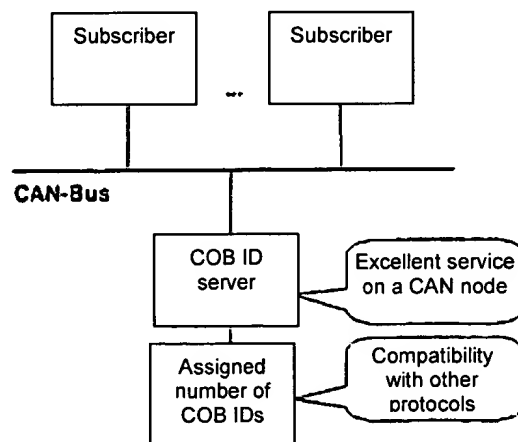 Subscriber
Subscriber
...
CAN-Bus
COB ID
server
Excellent service
on a CAN node
Assigned
number of
COB IDs
Compatibility
with other
protocols